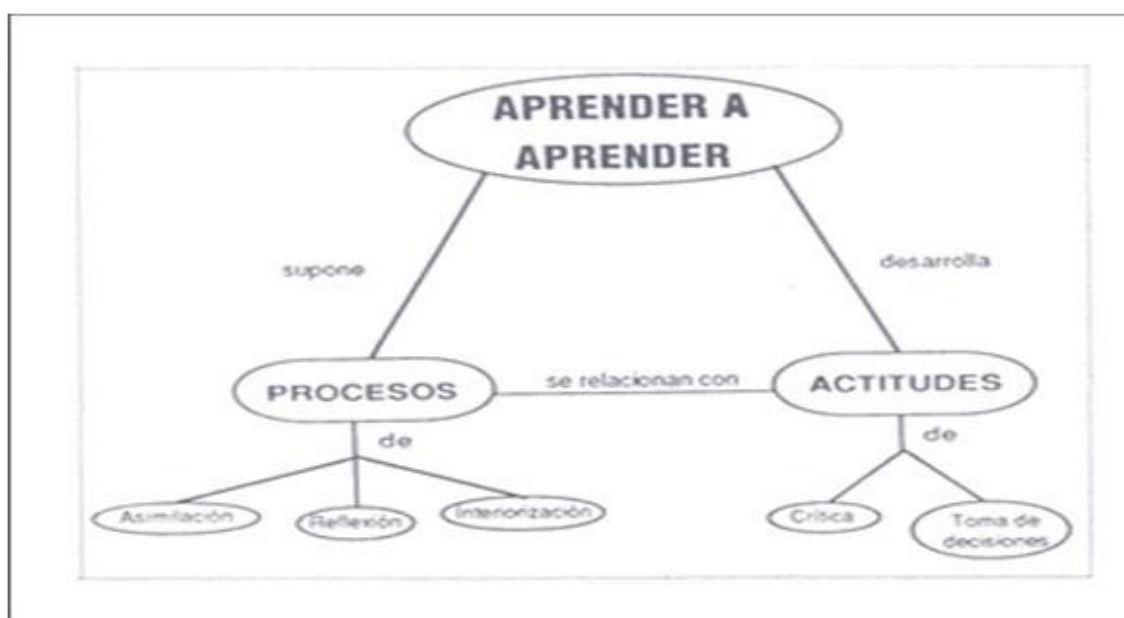 APRENDER A
APRENDER
supone
desarrolla
PROCESOS
se relacionan con
ACTITUDES
de
de
Asimilación
Reflexión
Interiorización
Crítica
Toma de
decisiones